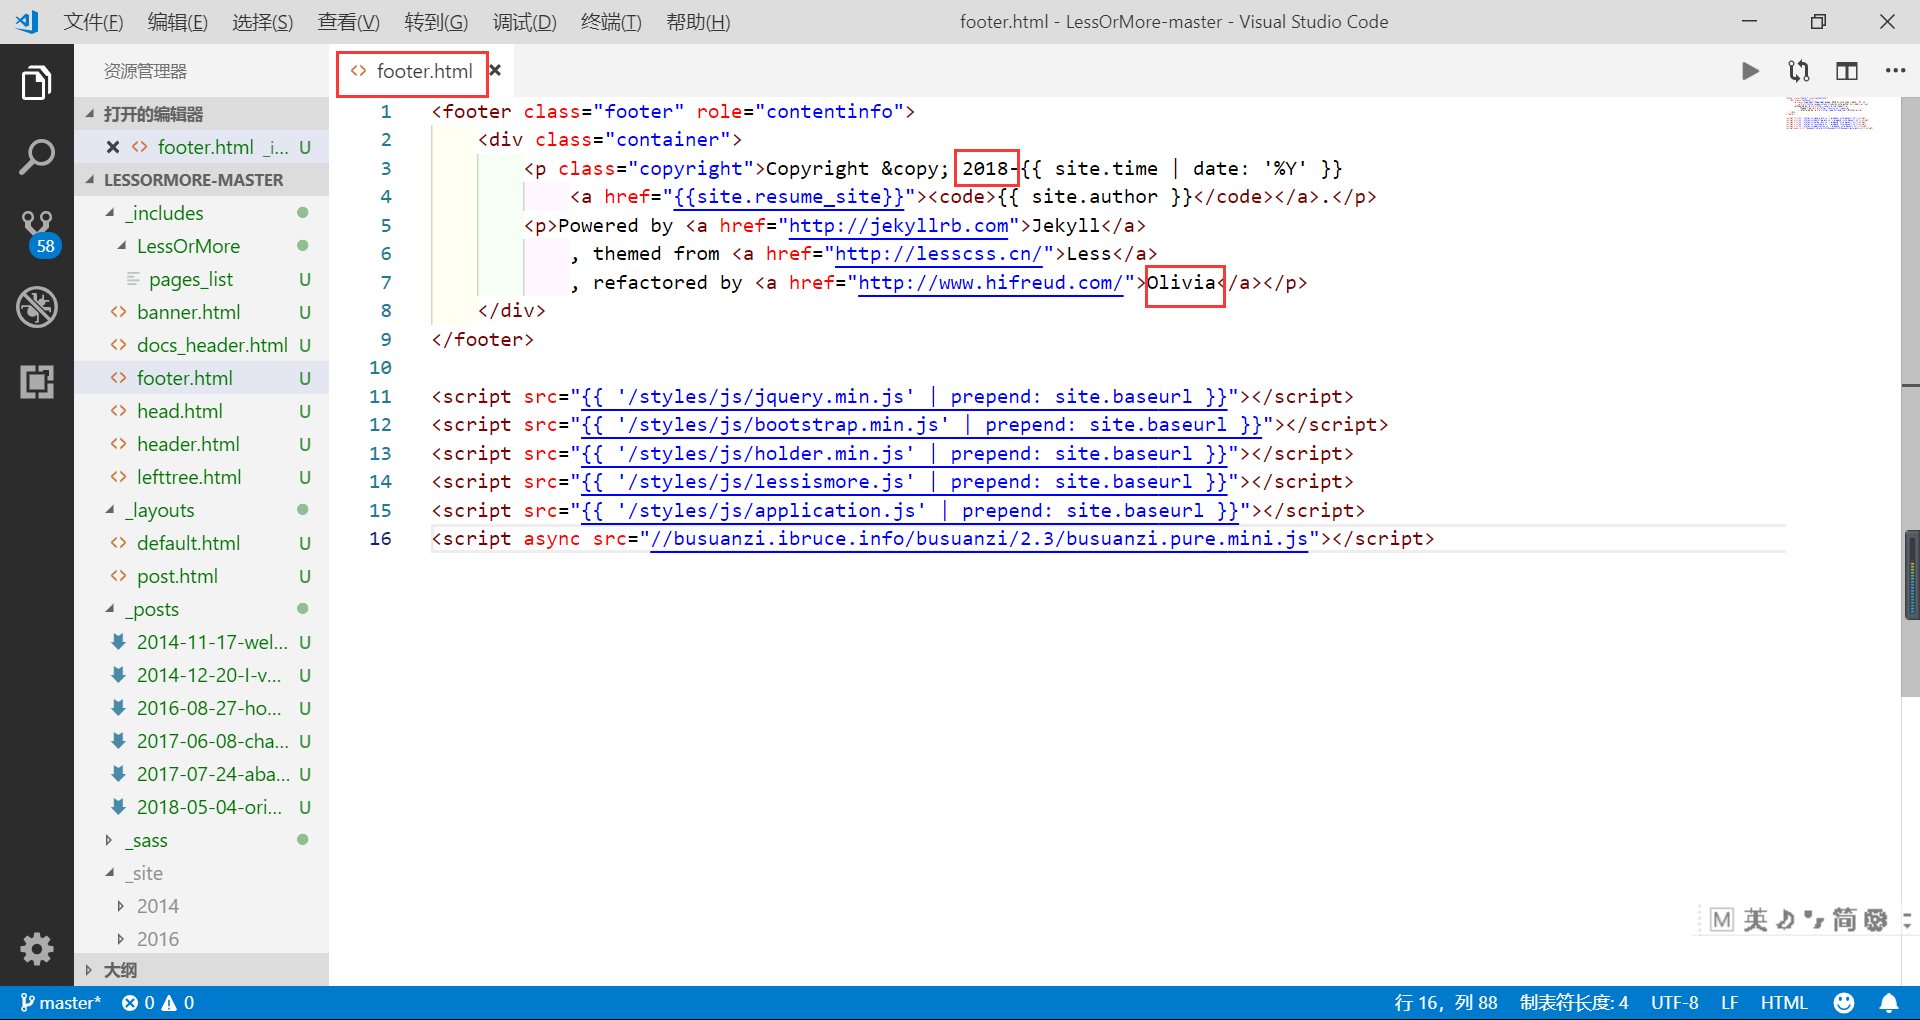 文件(F) 编辑(E) 选择(S) 查看(V) 转到(G) 调试(D) 终端(T) 帮助(H) footer.html - LessOrMore-master - Visual Studio Code
资源管理器
打开的编辑器
footer.html _i... U
LESSORMORE-MASTER
_includes
LessOrMore
pages_list U
banner.html U
docs_header.html U
footer.html U
head.html U
header.html U
lefttree.html U
_layouts
default.html U
post.html U
_posts
2014-11-17-wel... U
2014-12-20-I-v... U
2016-08-27-ho... U
2017-06-08-cha... U
2017-07-24-aba... U
2018-05-04-ori... U
_sass
_site
2014
2016
大纲
58
footer.html
1 <footer class="footer" role="contentinfo">
2 <div class="container">
3 <p class="copyright">Copyright &copy; 2018-{{ site.time | date: '%Y' }}
4 <a href="{{site.resume_site}}"><code>{{ site.author }}</code></a>.</p>
5 <p>Powered by <a href="http://jekyllrb.com">Jekyll</a>
6 , themed from <a href="http://lesscss.cn/">Less</a>
7 , refactored by <a href="http://www.hifreud.com/">Olivia</a></p>
8 </div>
9 </footer>
10
11 <script src="{{ '/styles/js/jquery.min.js' | prepend: site.baseurl }}"></script>
12 <script src="{{ '/styles/js/bootstrap.min.js' | prepend: site.baseurl }}"></script>
13 <script src="{{ '/styles/js/holder.min.js' | prepend: site.baseurl }}"></script>
14 <script src="{{ '/styles/js/lessismore.js' | prepend: site.baseurl }}"></script>
15 <script src="{{ '/styles/js/application.js' | prepend: site.baseurl }}"></script>
16 <script async src="//busuanzi.ibruce.info/busuanzi/2.3/busuanzi.pure.mini.js"></script>
M 英 简
master* 0 0 行 16，列 88 制表符长度: 4 UTF-8 LF HTML